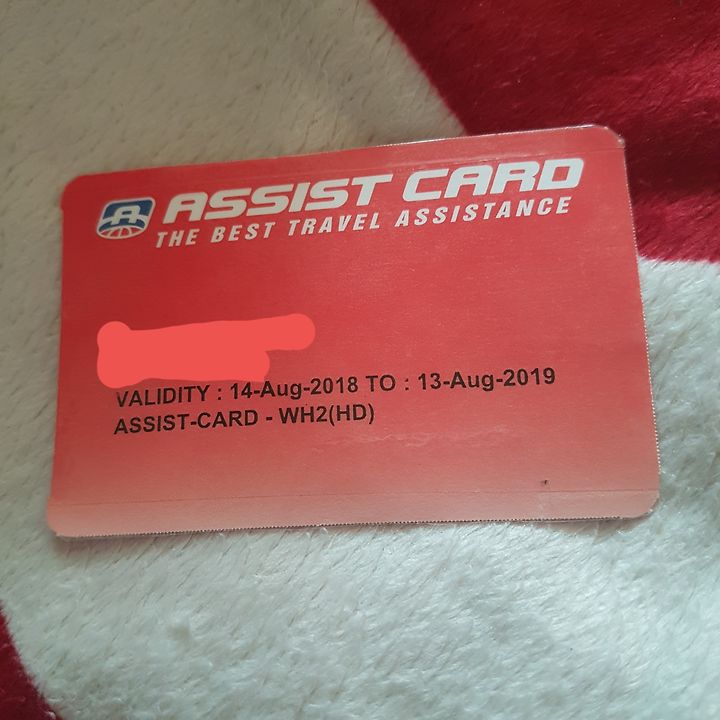 ASSIST CARD
THE BEST TRAVEL ASSISTANCE
VALIDITY : 14-Aug-2018 TO : 13-Aug-2019
ASSIST-CARD - WH2(HD)